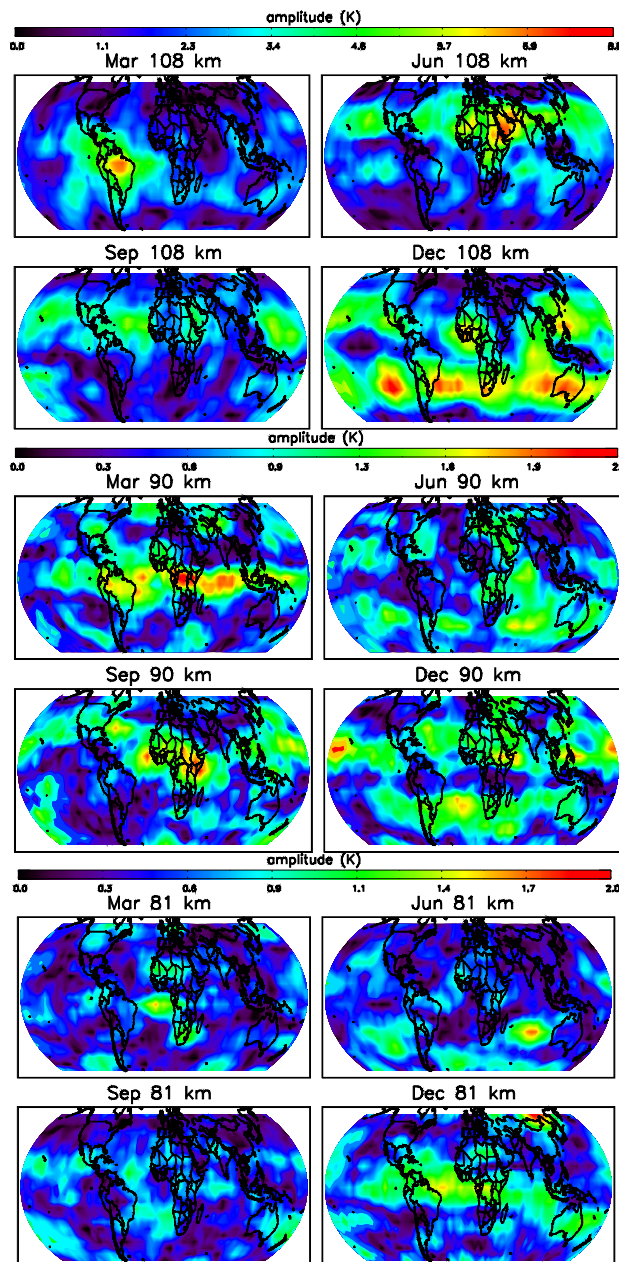 amplitude (K)
0.0 1.1 2.3 3.4 4.6 5.7 6.9 8.0
Mar 108 km Jun 108 km
Sep 108 km Dec 108 km
amplitude (K)
0.0 0.3 0.6 0.9 1.3 1.6 1.9 2.
Mar 90 km Jun 90 km
Sep 90 km Dec 90 km
amplitude (K)
0.0 0.3 0.6 0.9 1.1 1.4 1.7 2.0
Mar 81 km Jun 81 km
Sep 81 km Dec 81 km